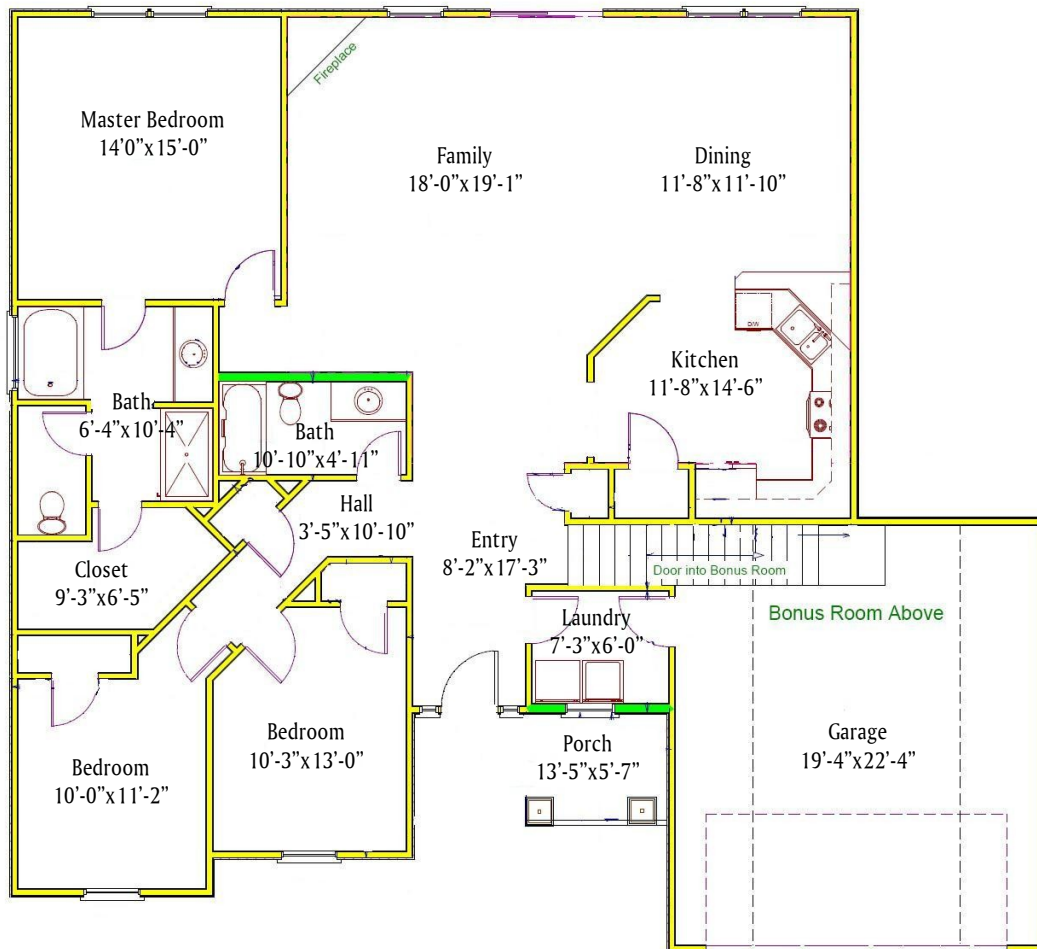 Fireplace
Master Bedroom
14’0”x15’-0”
Family
18’-0”x19’-1”
Dining
11’-8”x11’-10”
D/W
Kitchen
11’-8”x14’-6”
Bath
6’-4”x10’-4”
Bath
10’-10”x4’-11”
Hall
3’-5”x10’-10”
Entry
8’-2”x17’-3”
Door into Bonus Room
Closet
9’-3”x6’-5”
Bonus Room Above
Laundry
7’-3”x6’-0”
Bedroom
10’-3”x13’-0”
Porch
13’-5”x5’-7”
Garage
19’-4”x22’-4”
Bedroom
10’-0”x11’-2”